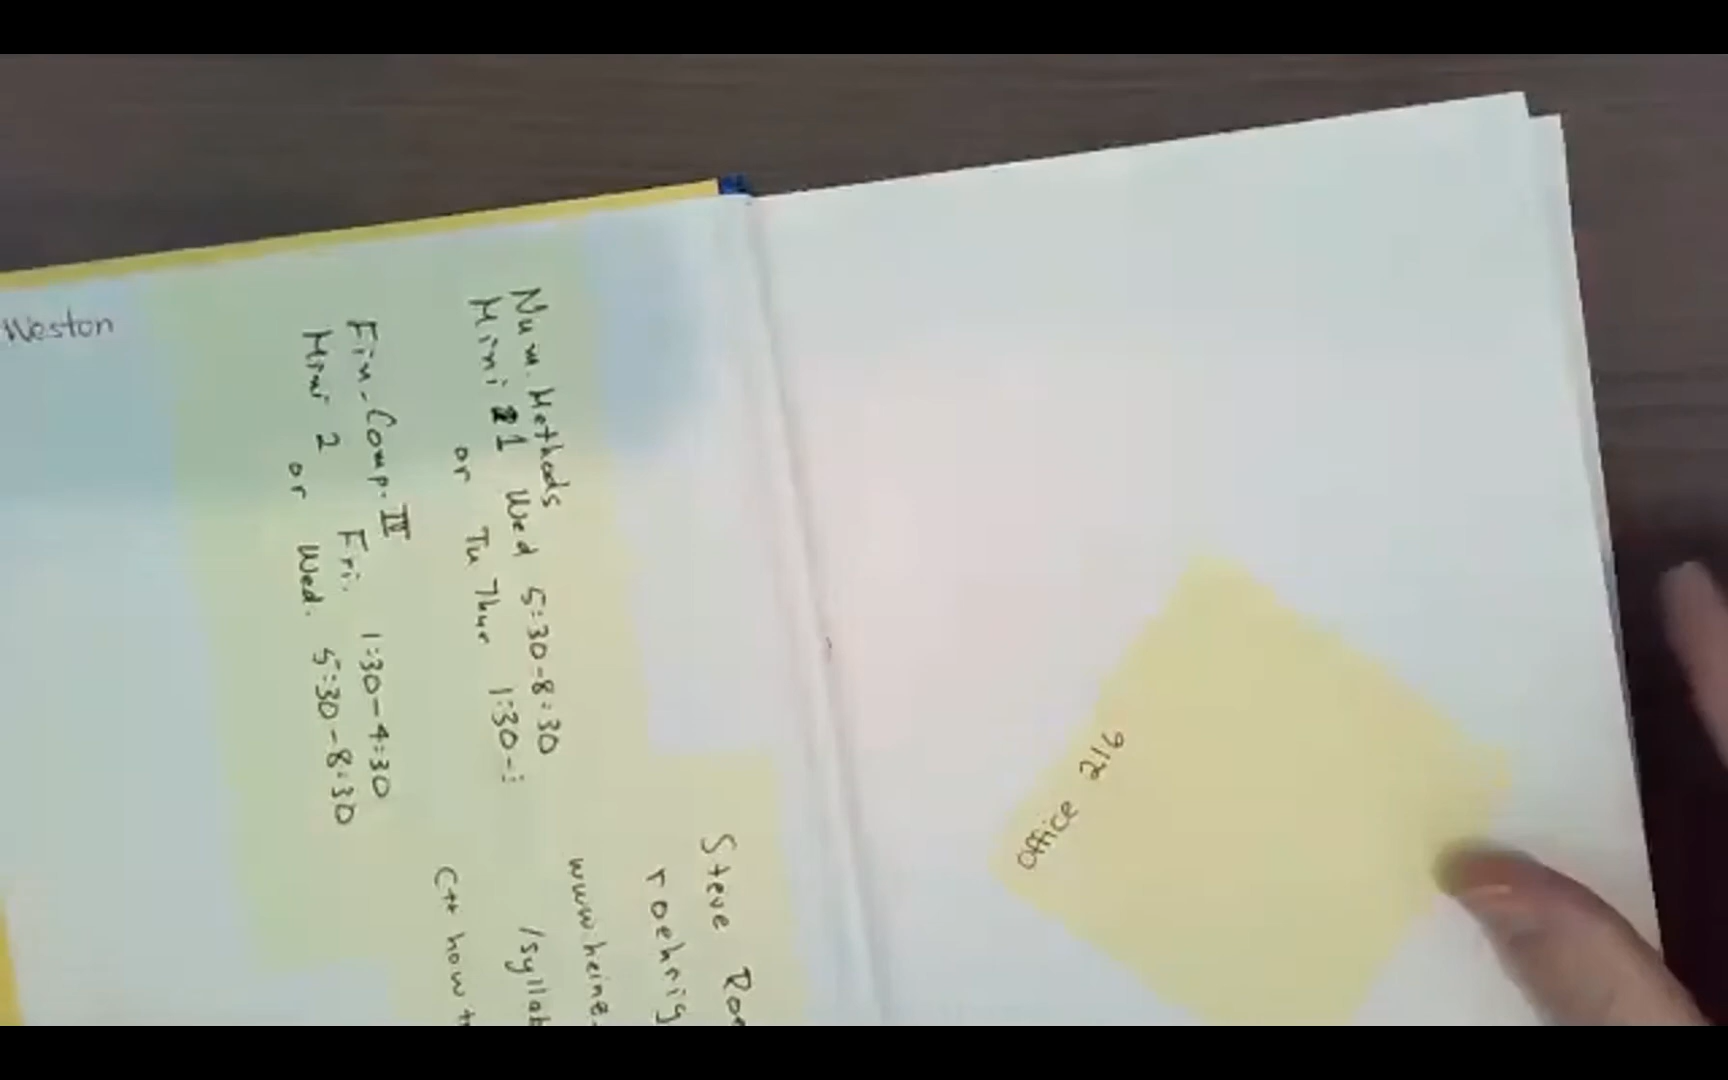 Weston
Num. Methods
Mini 1 Wed 5:30-8:30
or Tu Thur 1:30-
Fin. Comp. IV Fri. 1:30-4:30
Mini 2 or Wed. 5:30-8:30
Steve
roehrig
www.heinz.
/syllab
C++ how
Office 216